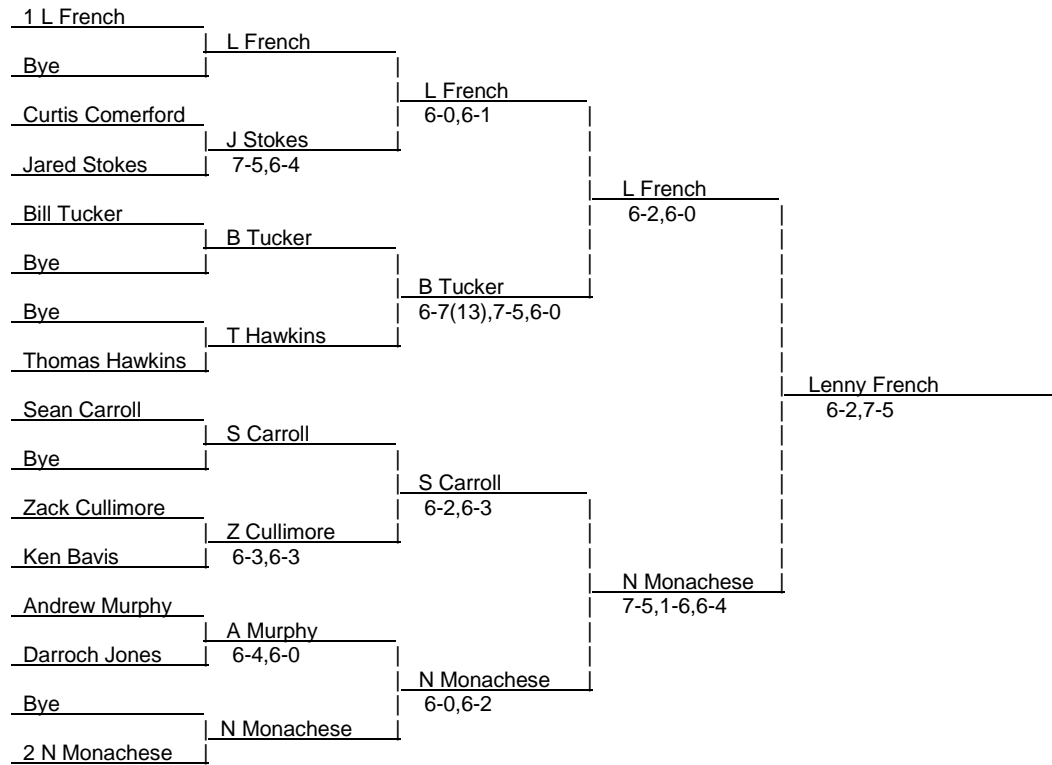 1 L French
L French
Bye
L French
6-0,6-1
Curtis Comerford
J Stokes
Jared Stokes
7-5,6-4
L French
6-2,6-0
Bill Tucker
B Tucker
Bye
B Tucker
6-7(13),7-5,6-0
Bye
T Hawkins
Thomas Hawkins
Lenny French
6-2,7-5
Sean Carroll
S Carroll
Bye
S Carroll
6-2,6-3
Zack Cullimore
Z Cullimore
Ken Bavis
6-3,6-3
N Monachese
7-5,1-6,6-4
Andrew Murphy
A Murphy
Darroch Jones
6-4,6-0
N Monachese
6-0,6-2
Bye
N Monachese
2 N Monachese